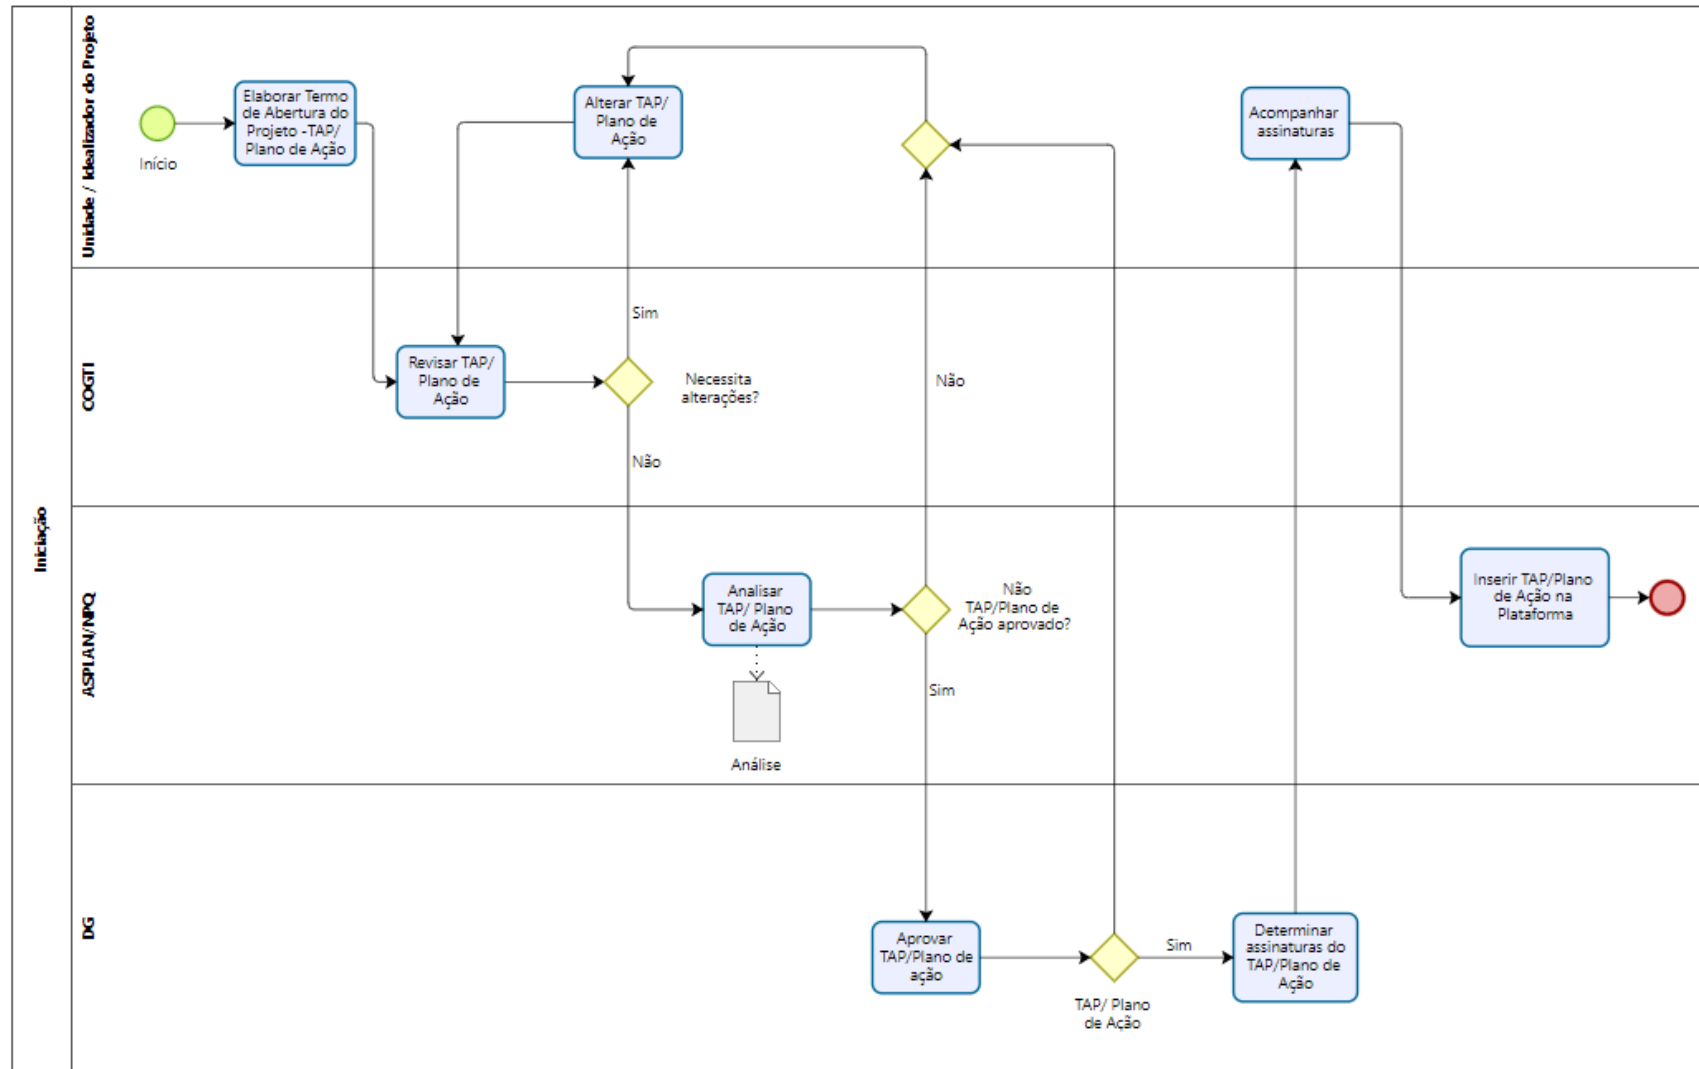 Iniciação
Unidade / Idealizador do Projeto
Início
Elaborar Termo
de Abertura do
Projeto -TAP/
Plano de Ação
Alterar TAP/
Plano de
Ação
Acompanhar
assinaturas
COGTI
Revisar TAP/
Plano de
Ação
Sim
Necessita
alterações?
Não
Não
ASPLAN/NPQ
Analisar
TAP/ Plano
de Ação
Análise
Não
TAP/Plano de
Ação aprovado?
Sim
Inserir TAP/Plano
de Ação na
Plataforma
DG
Aprovar
TAP/Plano de
ação
TAP/ Plano
de Ação
Sim
Determinar
assinaturas do
TAP/Plano de
Ação